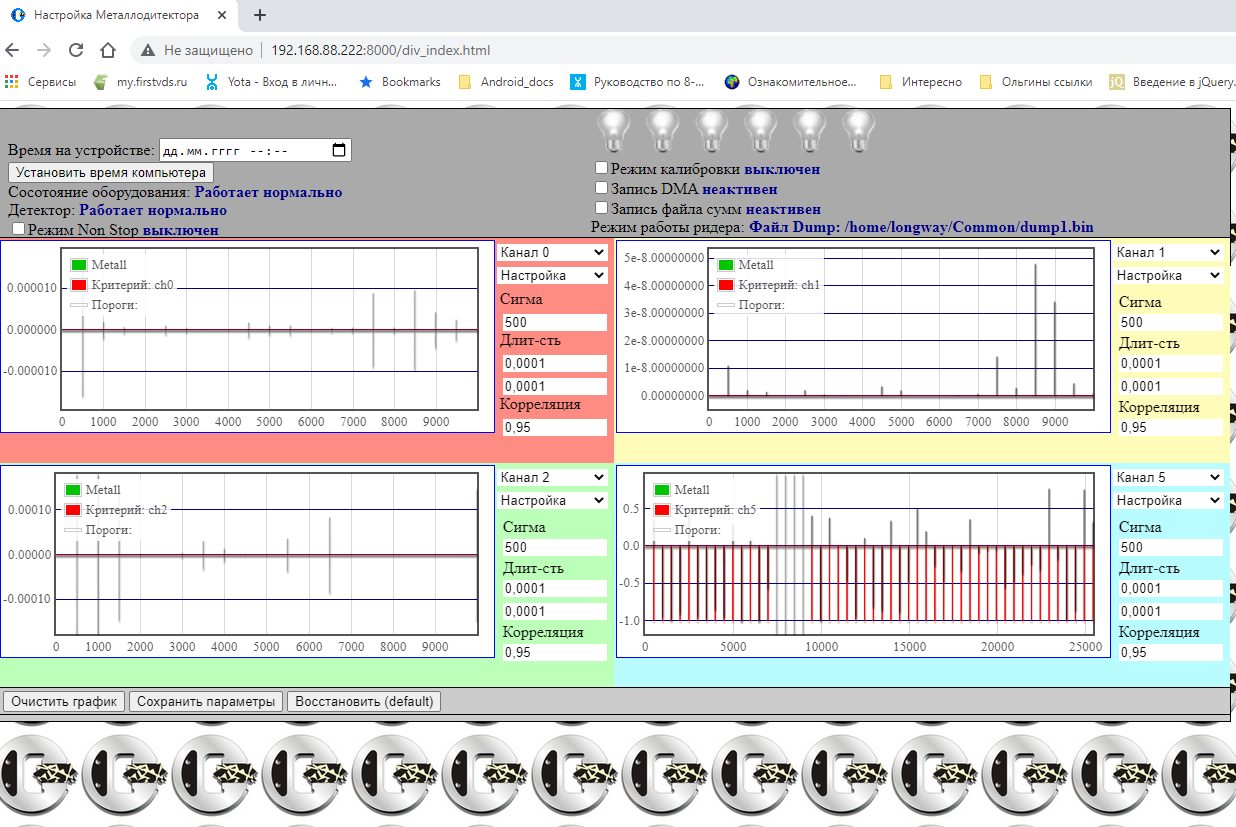 Настройка Металлодитектора
Не защищено 192.168.88.222:8000/div_index.html
Сервисы my.firstvds.ru Yota - Вход в личн... Bookmarks Android_docs Руководство по 8-... Ознакомительное... Интересно Ольгины ссылки jQ Введение в jQuery.
Время на устройстве: дд.мм.гггг --:--
Установить время компьютера
Сосотояние оборудования: Работает нормально
Детектор: Работает нормально
Режим Non Stop выключен
Режим калибровки выключен
Запись DMA неактивен
Запись файла сумм неактивен
Режим работы ридера: Файл Dump: /home/longway/Common/dump1.bin
Metall
Критерий: ch0
Пороги:
0.000010
0.000000
-0.000010
0 1000 2000 3000 4000 5000 6000 7000 8000 9000
Канал 0
Настройка
Сигма
500
Длит-сть
0,0001
0,0001
Корреляция
0,95
Metall
Критерий: ch1
Пороги:
5e-8.00000000
4e-8.00000000
3e-8.00000000
2e-8.00000000
1e-8.00000000
0.00000000
0 1000 2000 3000 4000 5000 6000 7000 8000 9000
Канал 1
Настройка
Сигма
500
Длит-сть
0,0001
0,0001
Корреляция
0,95
Metall
Критерий: ch2
Пороги:
0.00010
0.00000
-0.00010
0 1000 2000 3000 4000 5000 6000 7000 8000 9000
Канал 2
Настройка
Сигма
500
Длит-сть
0,0001
0,0001
Корреляция
0,95
Metall
Критерий: ch5
Пороги:
0.5
0.0
-0.5
-1.0
0 5000 10000 15000 20000 25000
Канал 5
Настройка
Сигма
500
Длит-сть
0,0001
0,0001
Корреляция
0,95
Очистить график Сохранить параметры Восстановить (default)